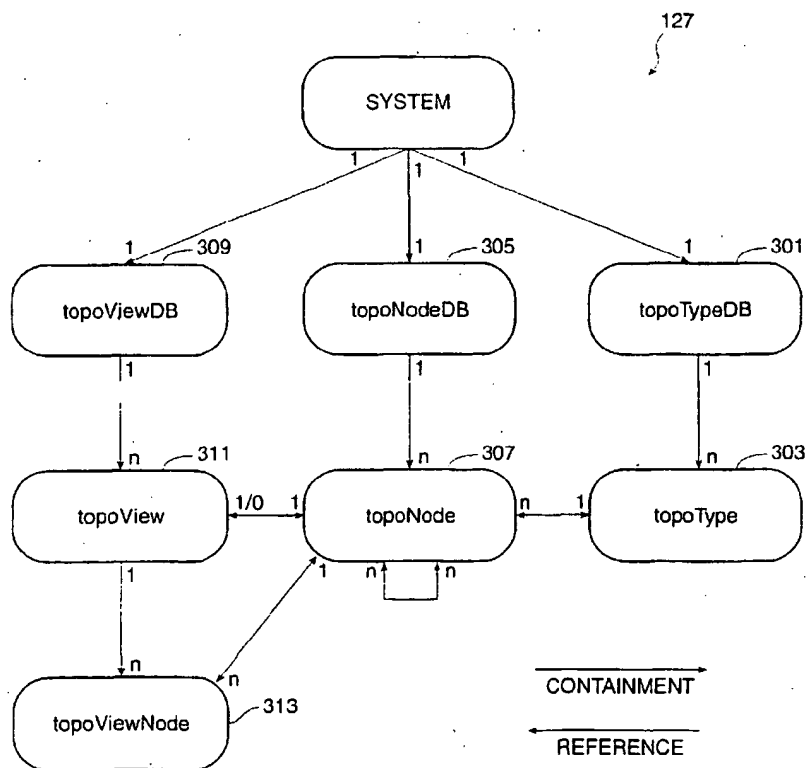 127
SYSTEM
1 1 1
1 309 1 305 1 301
topoViewDB topoNodeDB topoTypeDB
1 1 1
n 311 n 307 n 303
topoView 1/0 1 topoNode n 1 topoType
1 1 n n
n n
topoViewNode 313
CONTAINMENT
REFERENCE